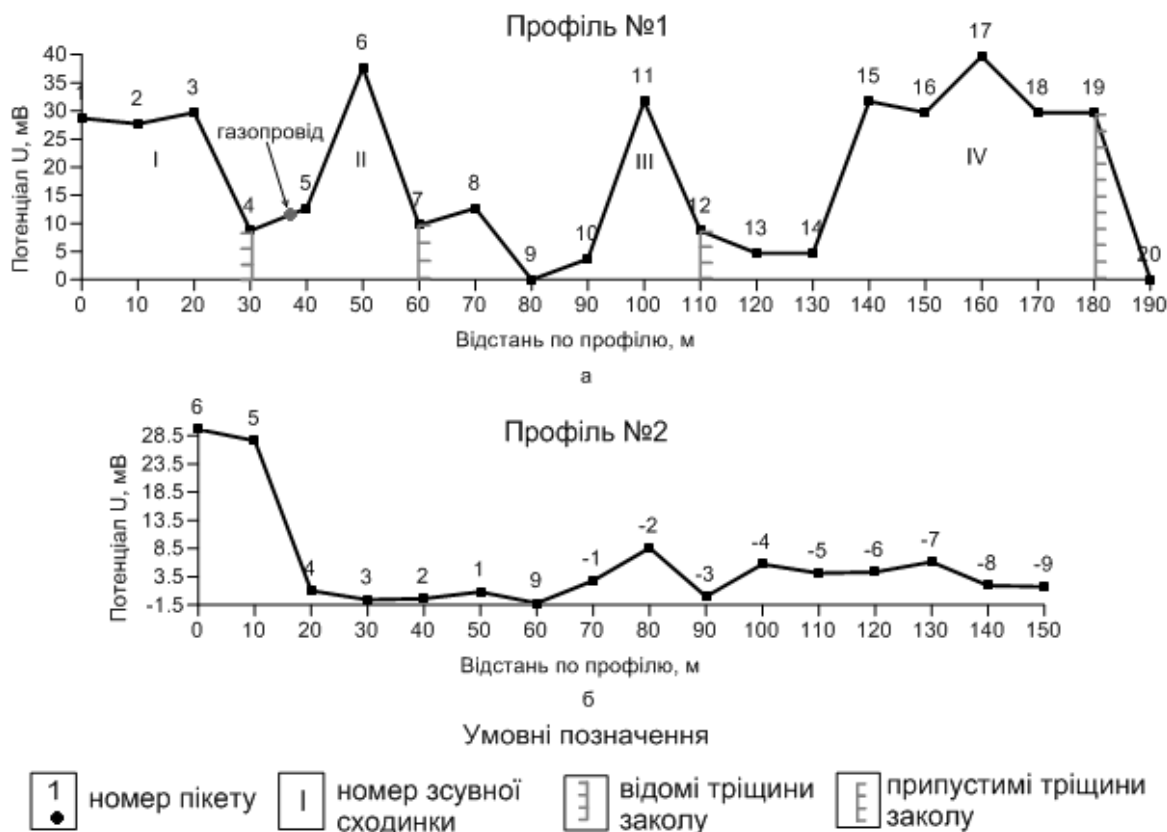 Профіль №1
Потенціал U, мВ
40
35
30
25
20
15
10
5
0
2
3
4
5
6
7
8
9
10
11
12
13
14
15
16
17
18
19
20
газопровід
I
II
III
IV
0 10 20 30 40 50 60 70 80 90 100 110 120 130 140 150 160 170 180 190
Відстань по профілю, м
а
Профіль №2
Потенціал U, мВ
28.5
23.5
18.5
13.5
8.5
3.5
-1.5
6
5
4
3
2
1
9
-1
-2
-3
-4
-5
-6
-7
-8
-9
0 10 20 30 40 50 60 70 80 90 100 110 120 130 140 150
Відстань по профілю, м
б
Умовні позначення
1
номер пікету
I
номер зсувної
сходинки
відомі тріщини
заколу
припустимі тріщини
заколу